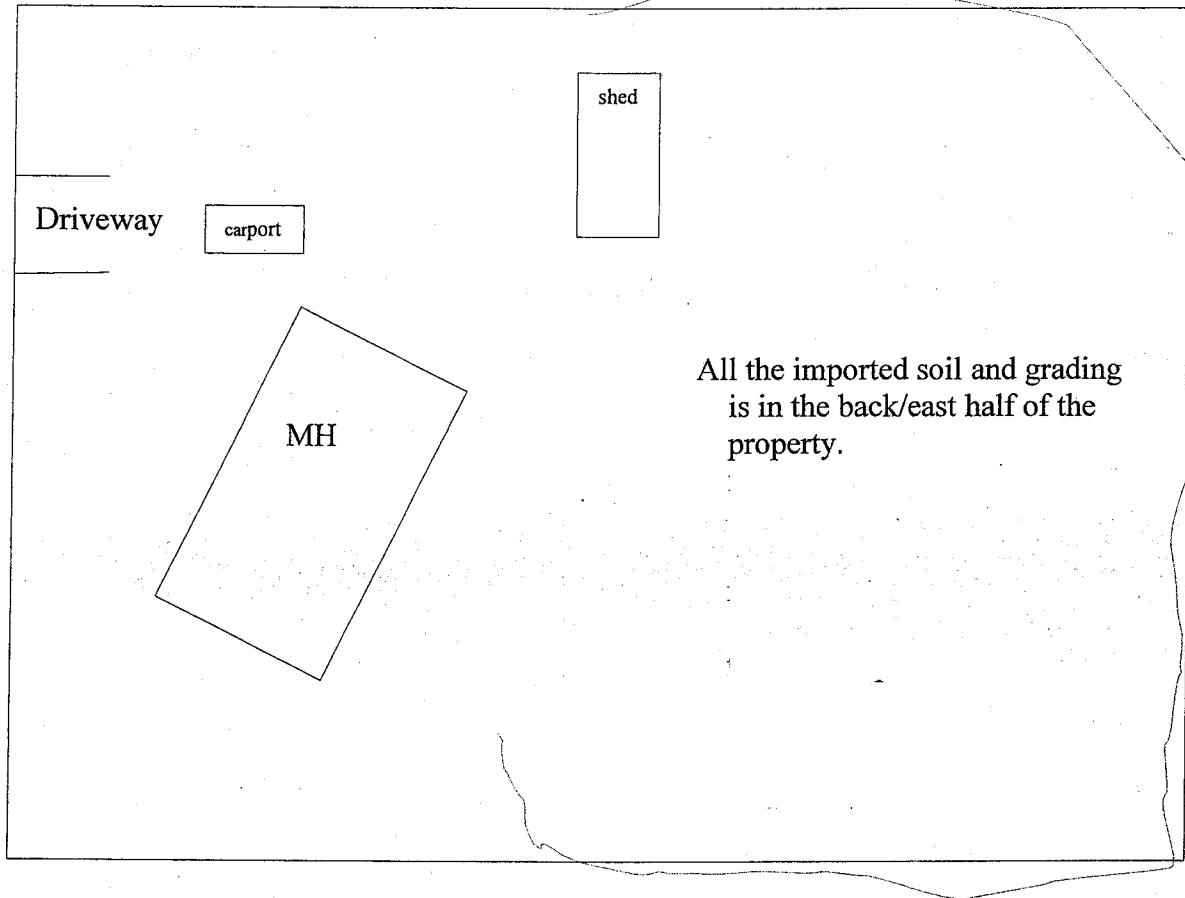 shed
Driveway
carport
MH
All the imported soil and grading
is in the back/east half of the
property.